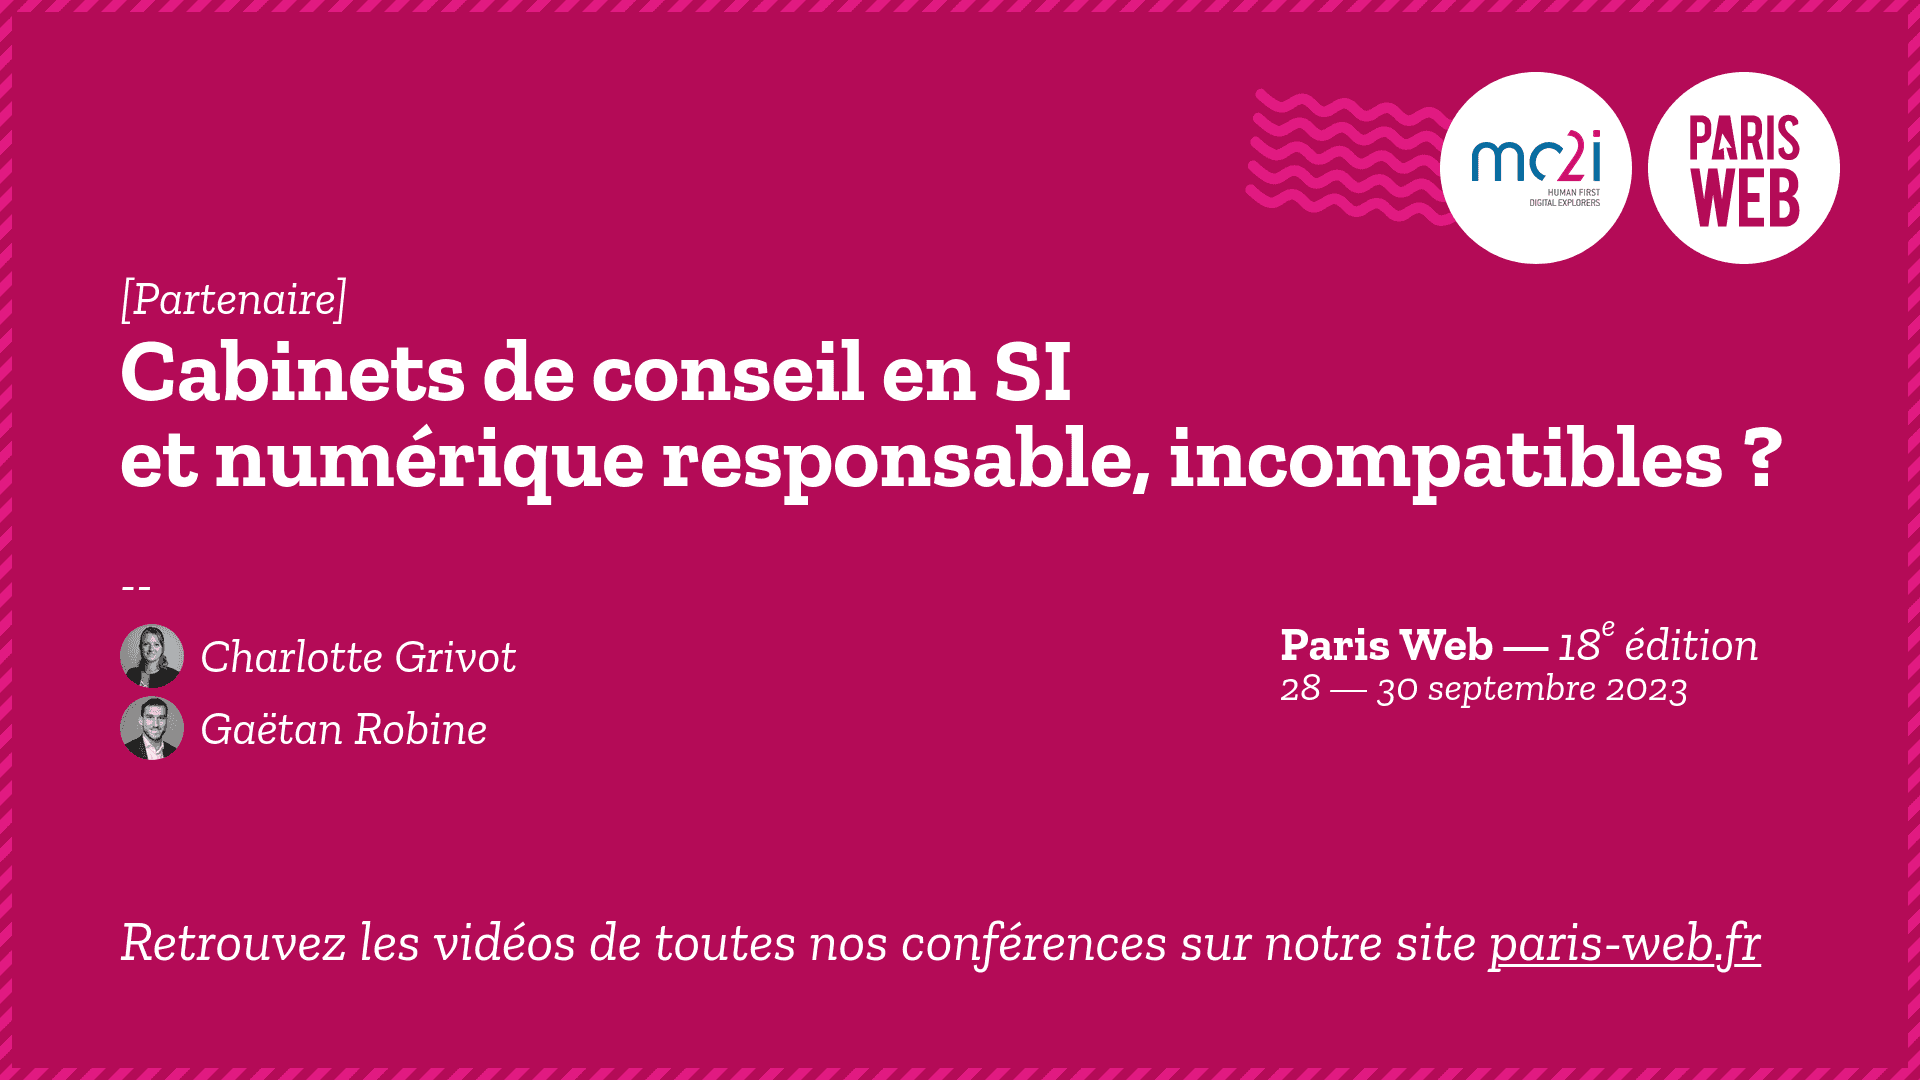 mc2i
HUMAN FIRST
DIGITAL EXPLORERS
PARIS
WEB
[Partenaire]
Cabinets de conseil en SI
et numérique responsable, incompatibles ?
--
Charlotte Grivot
Gaëtan Robine
Paris Web — 18e édition
28 — 30 septembre 2023
Retrouvez les vidéos de toutes nos conférences sur notre site paris-web.fr